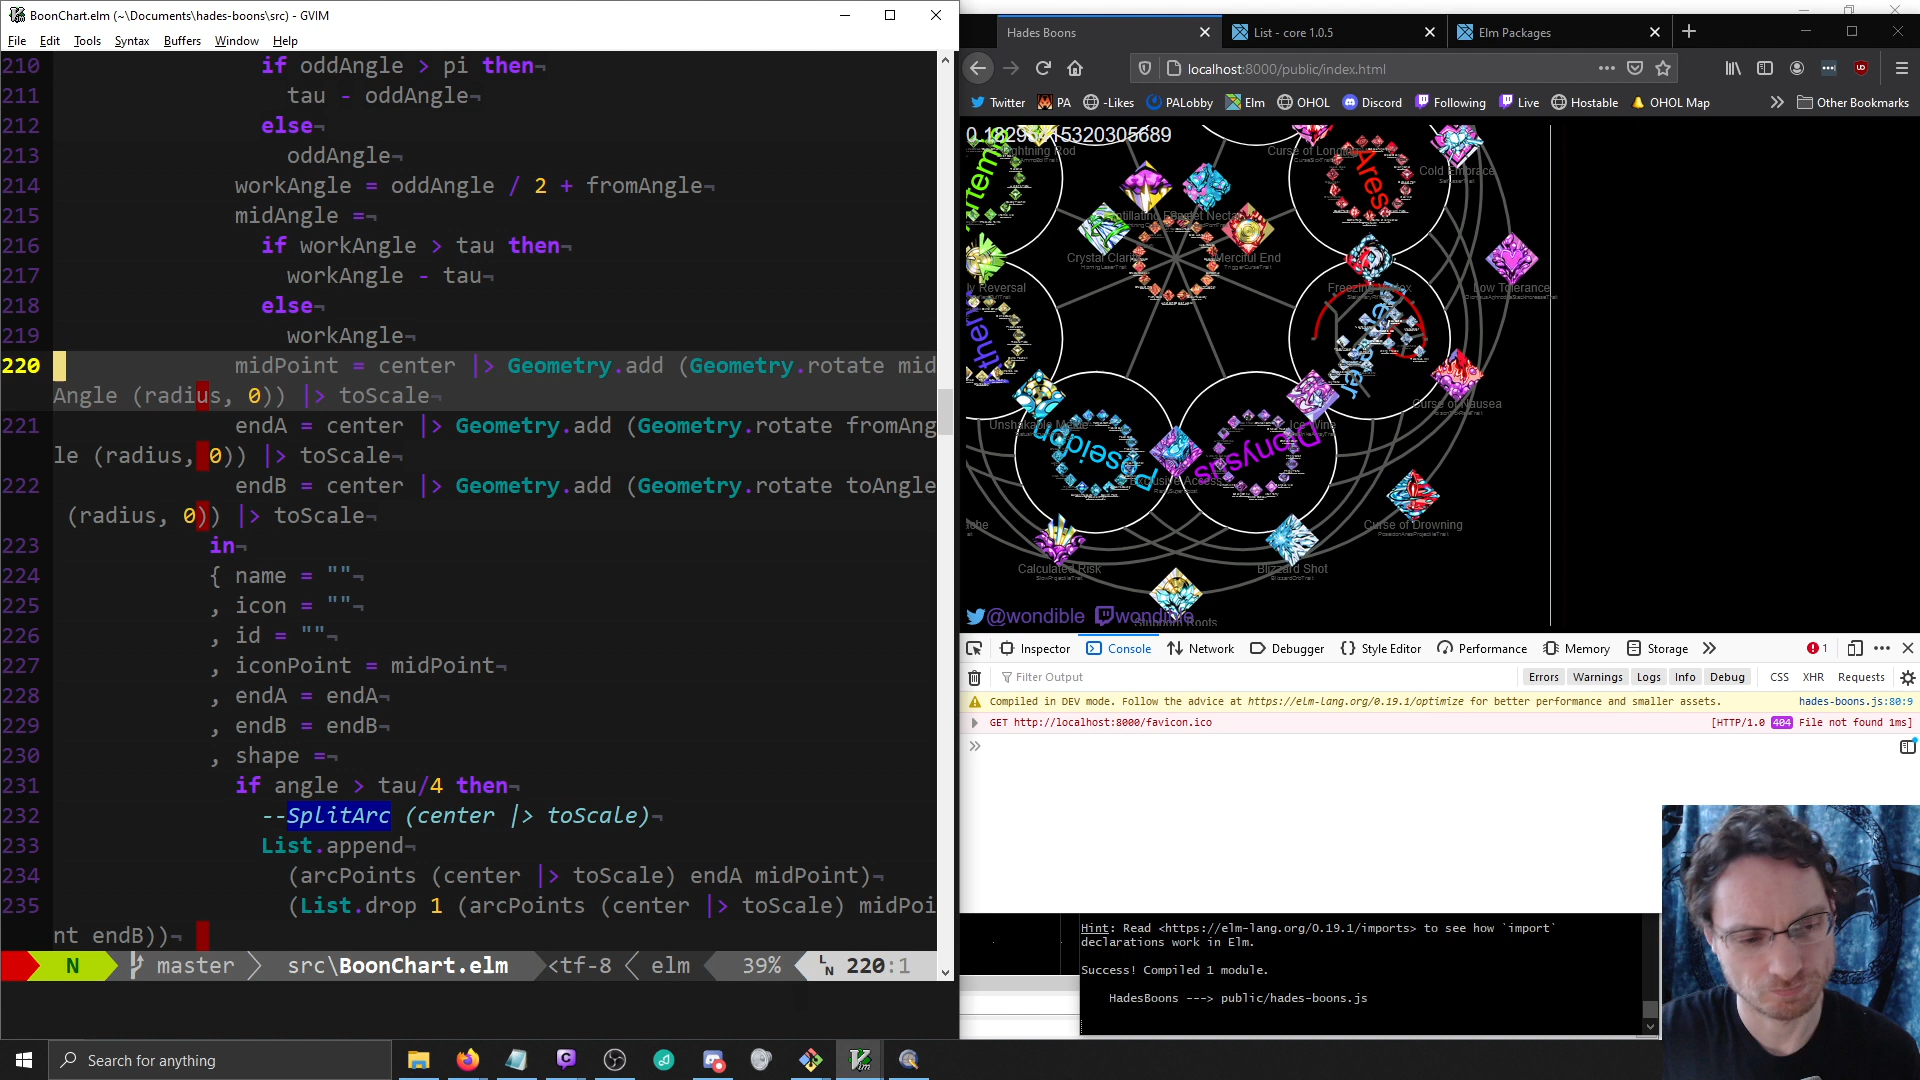 BoonChart.elm (~\Documents\hades-boons\src) - GVIM
File Edit Tools Syntax Buffers Window Help
210 if oddAngle > pi then¬
211 tau - oddAngle¬
212 else¬
213 oddAngle¬
214 workAngle = oddAngle / 2 + fromAngle¬
215 midAngle =¬
216 if workAngle > tau then¬
217 workAngle - tau¬
218 else¬
219 workAngle¬
220 midPoint = center |> Geometry.add (Geometry.rotate mid
Angle (radius, 0)) |> toScale¬
221 endA = center |> Geometry.add (Geometry.rotate fromAng
le (radius, 0)) |> toScale¬
222 endB = center |> Geometry.add (Geometry.rotate toAngle
(radius, 0)) |> toScale¬
223 in¬
224 { name = ""¬
225 , icon = ""¬
226 , id = ""¬
227 , iconPoint = midPoint¬
228 , endA = endA¬
229 , endB = endB¬
230 , shape =¬
231 if angle > tau/4 then¬
232 --SplitArc (center |> toScale)¬
233 List.append¬
234 (arcPoints (center |> toScale) endA midPoint)¬
235 (List.drop 1 (arcPoints (center |> toScale) midPoi
nt endB))¬
N master src\BoonChart.elm <tf-8 elm 39% LN 220:1
Hades Boons
List - core 1.0.5
Elm Packages
localhost:8000/public/index.html
Twitter PA -Likes PALobby Elm OHOL Discord Following Live Hostable OHOL Map Other Bookmarks
Curse of
Cold Embrace
Ares
Crystal
Merciful End
ly Reversal
Low Tolerance
Curse of Nausea
Poseidon
Dionysus
Ice Wine
Curse of Drowning
Calculated Risk
Blizzard Shot
@wondible
Inspector Console Network Debugger Style Editor Performance Memory Storage 1
Filter Output
Errors Warnings Logs Info Debug CSS XHR Requests
Compiled in DEV mode. Follow the advice at https://elm-lang.org/0.19.1/optimize for better performance and smaller assets. hades-boons.js:80:9
GET http://localhost:8000/favicon.ico [HTTP/1.0 404 File not found 1ms]
Hint: Read <https://elm-lang.org/0.19.1/imports> to see how `import`
declarations work in Elm.
Success! Compiled 1 module.
HadesBoons ---> public/hades-boons.js
Search for anything